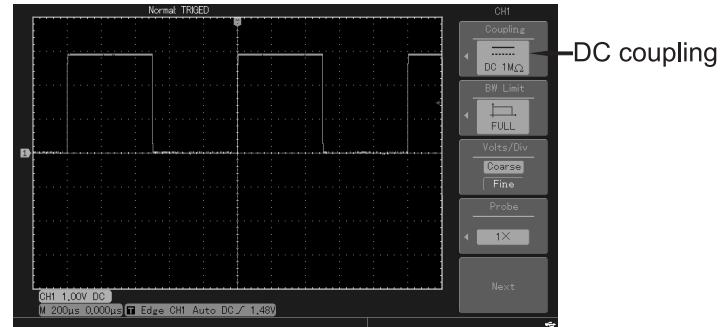 Normal TRIGED
CH1
Coupling
DC 1MΩ
DC coupling
BW Limit
FULL
Volts/Div
Coarse
Fine
Probe
1X
Next
1
CH1 1.00V DC
M 200μs 0.000μs T Edge CH1 Auto DC 1.48V